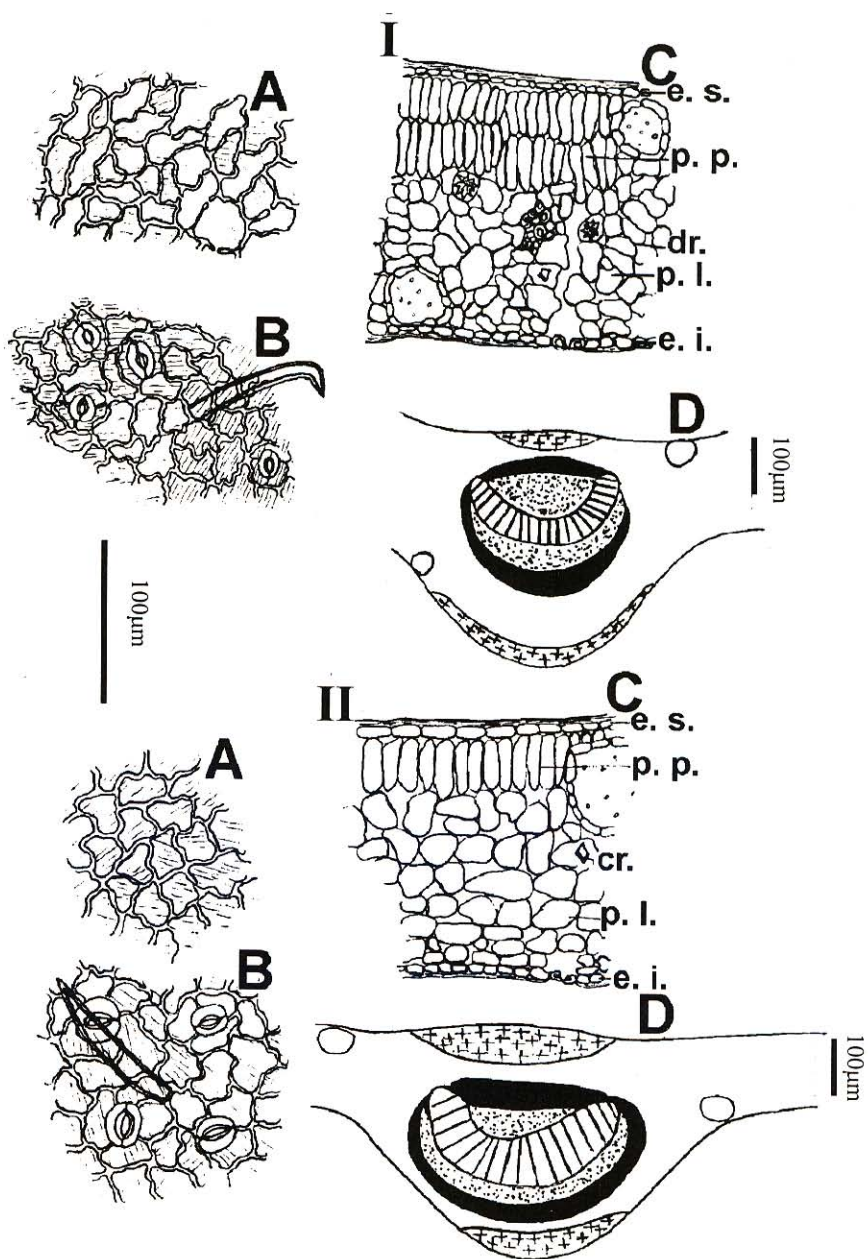 I
A
C
e. s.
p. p.
dr.
p. l.
e. i.
B
D
100µm
100µm
II
A
C
e. s.
p. p.
cr.
p. l.
e. i.
B
D
100µm